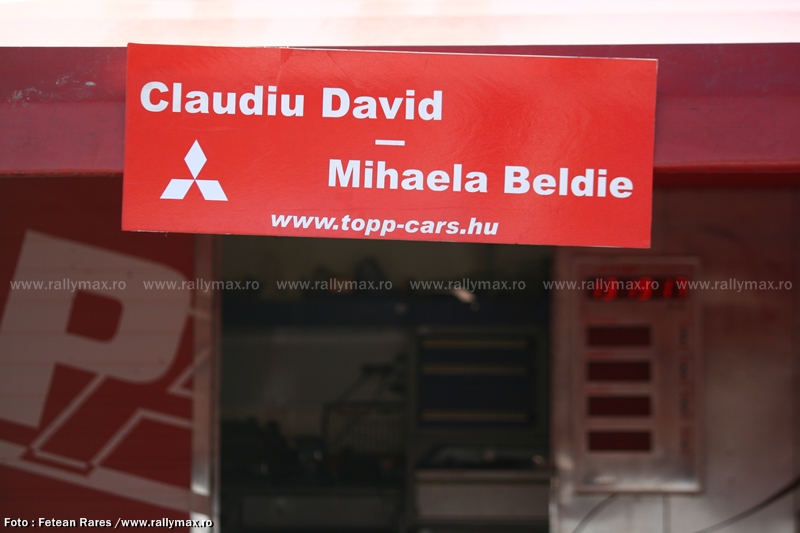 Claudiu David
–
Mihaela Beldie
www.topp-cars.hu
www.rallymax.ro www.rallymax.ro www.rallymax.ro www.rallymax.ro www.rallymax.ro www.rallymax.ro
Foto : Fetean Rares /www.rallymax.ro